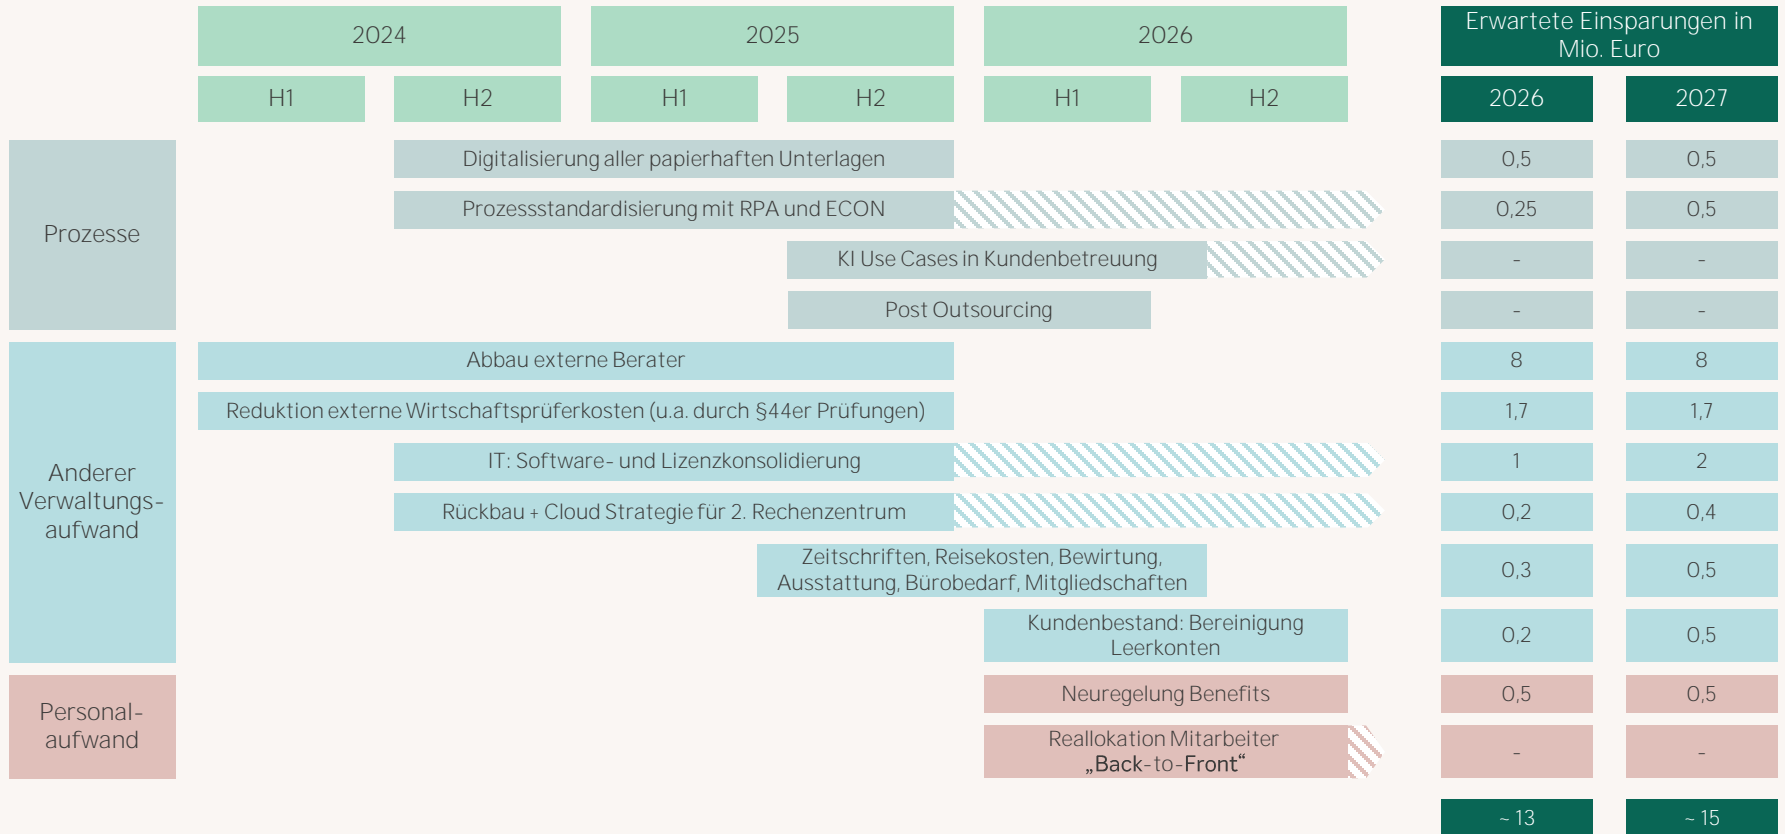 2024
2025
2026
Erwartete Einsparungen in
Mio. Euro
H1
H2
H1
H2
H1
H2
2026
2027
Prozesse
Digitalisierung aller papierhaften Unterlagen
0,5
0,5
Prozessstandardisierung mit RPA und ECON
0,25
0,5
KI Use Cases in Kundenbetreuung
-
-
Post Outsourcing
-
-
Anderer
Verwaltungs-
aufwand
Abbau externe Berater
8
8
Reduktion externe Wirtschaftsprüferkosten (u.a. durch §44er Prüfungen)
1,7
1,7
IT: Software- und Lizenzkonsolidierung
1
2
Rückbau + Cloud Strategie für 2. Rechenzentrum
0,2
0,4
Zeitschriften, Reisekosten, Bewirtung,
Ausstattung, Bürobedarf, Mitgliedschaften
0,3
0,5
Kundenbestand: Bereinigung
Leerkonten
0,2
0,5
Personal-
aufwand
Neuregelung Benefits
0,5
0,5
Reallokation Mitarbeiter
„Back-to-Front“
-
-
~ 13
~ 15